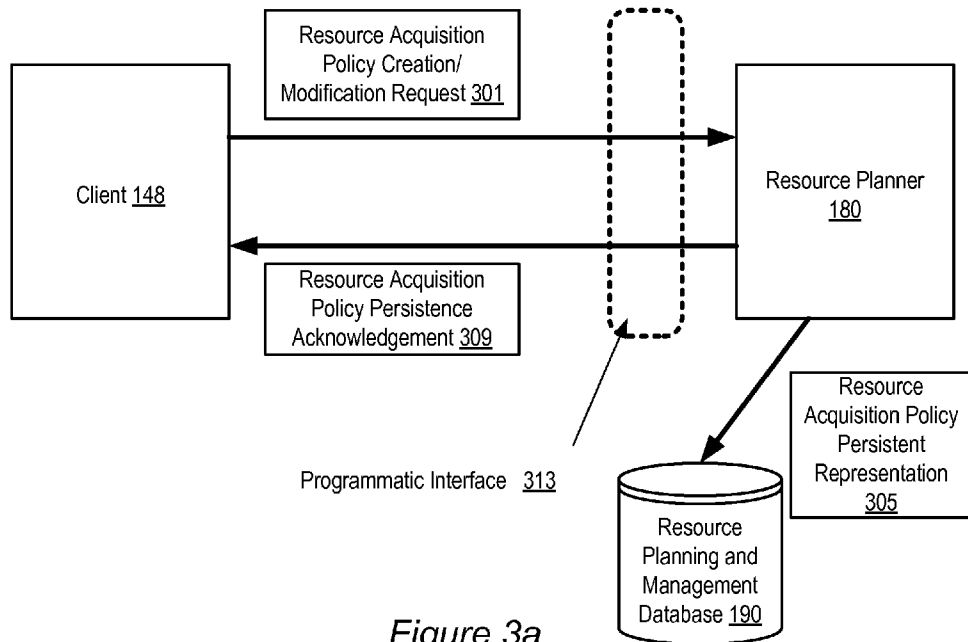 Resource Acquisition
Policy Creation/
Modification Request 301
Client 148
Resource Planner
180
Resource Acquisition
Policy Persistence
Acknowledgement 309
Programmatic Interface 313
Resource
Acquisition Policy
Persistent
Representation
305
Resource
Planning and
Management
Database 190
Figure 3a